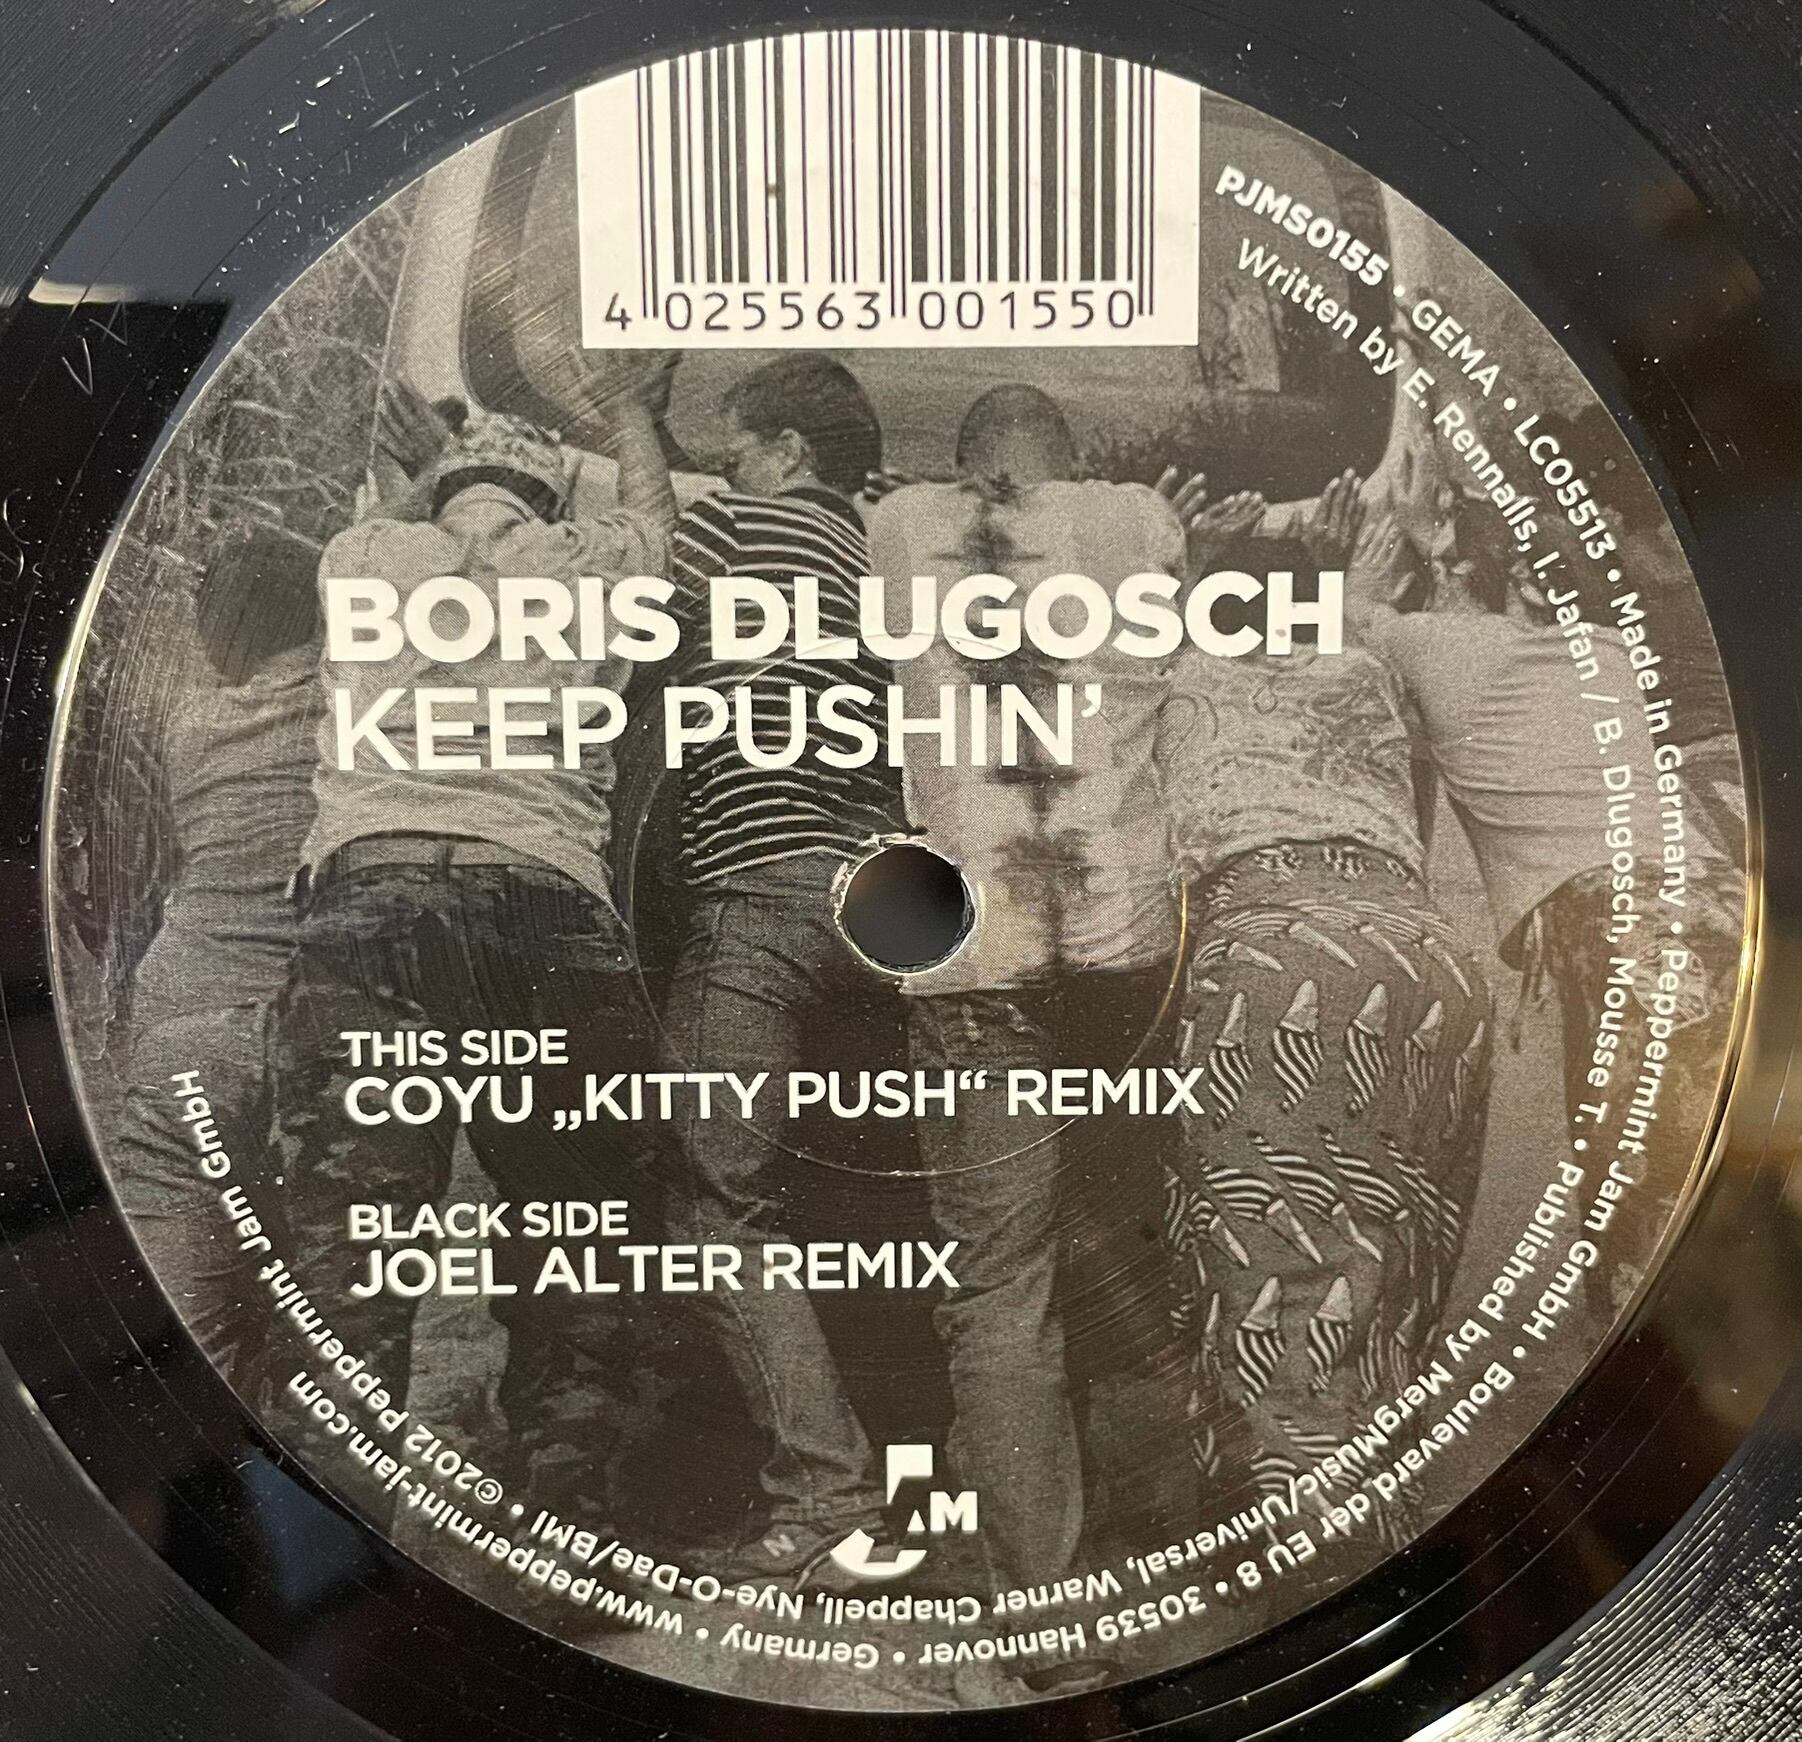 4 025563 001550
BORIS DLUGOSCH
KEEP PUSHIN’
THIS SIDE
COYU „KITTY PUSH“ REMIX
BLACK SIDE
JOEL ALTER REMIX
JAM
PJMS0155 • GEMA • LC05513 • Made in Germany • Peppermint Jam GmbH • Boulevard der EU 8 • 30539 Hannover • Germany • www.peppermint-jam.com
Written by E. Rennalls, I. Jafan / B. Dlugosch, Mousse T. • Published by MergMusic/Universal, Warner Chappell, Nye-O-Dae/BMI • ©2012 Peppermint Jam GmbH